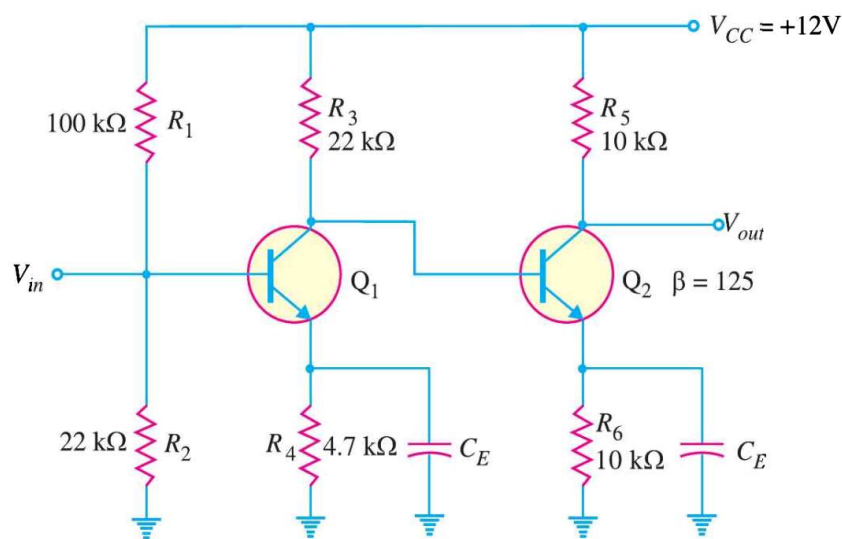 V_CC = +12V
100 kΩ R1
R3
22 kΩ
R5
10 kΩ
Vout
Vin
Q1
Q2 β = 125
22 kΩ R2
R4 4.7 kΩ
CE
R6
10 kΩ
CE